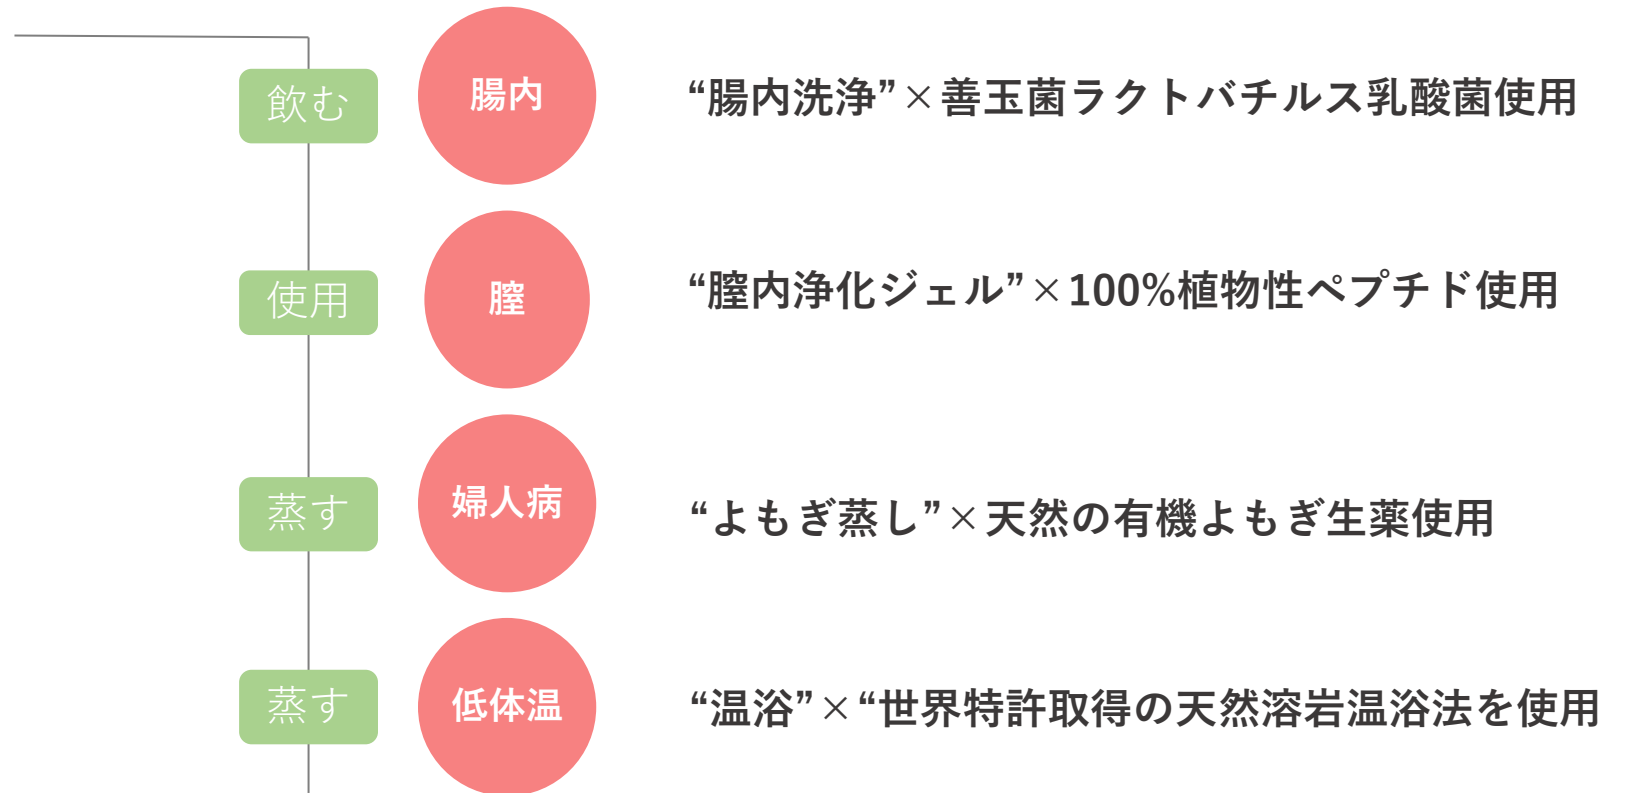 飲む
腸内
“腸内洗浄”×善玉菌ラクトバチルス乳酸菌使用
使用
膣
“膣内浄化ジェル”×100%植物性ペプチド使用
蒸す
婦人病
“よもぎ蒸し”×天然の有機よもぎ生薬使用
蒸す
低体温
“温浴”×“世界特許取得の天然溶岩温浴法を使用